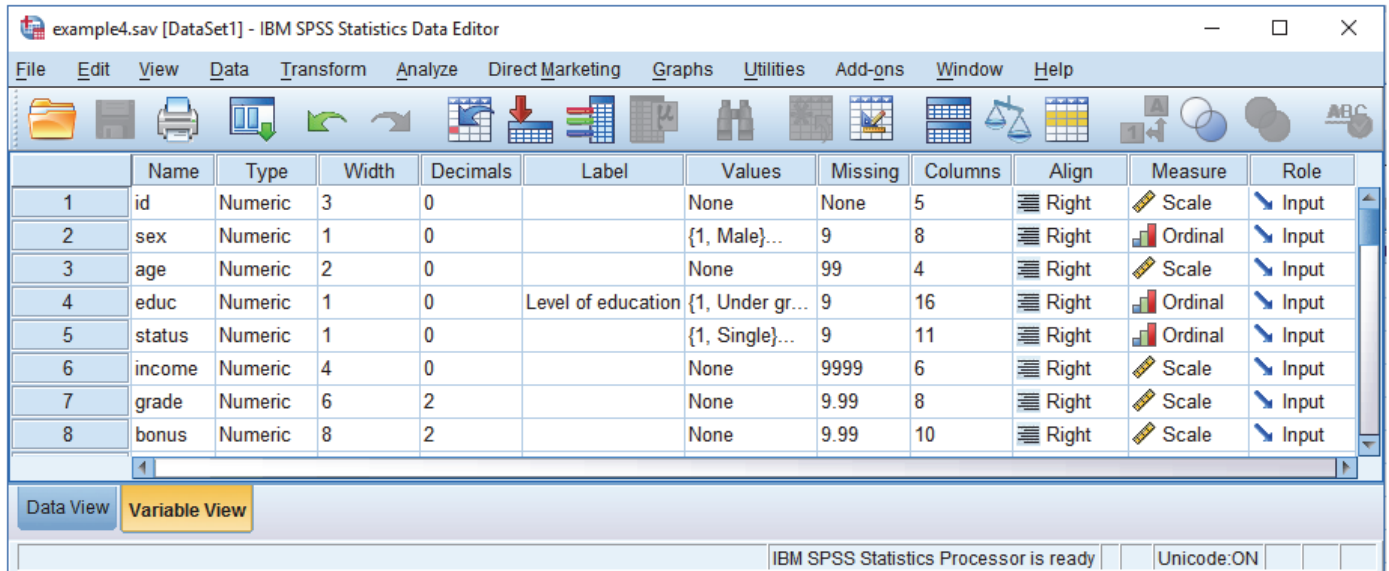 example4.sav [DataSet1] - IBM SPSS Statistics Data Editor
File Edit View Data Transform Analyze Direct Marketing Graphs Utilities Add-ons Window Help
μ A 1 ABC
Name Type Width Decimals Label Values Missing Columns Align Measure Role
1 id Numeric 3 0 None None 5 Right Scale Input
2 sex Numeric 1 0 {1, Male}... 9 8 Right Ordinal Input
3 age Numeric 2 0 None 99 4 Right Scale Input
4 educ Numeric 1 0 Level of education {1, Under gr... 9 16 Right Ordinal Input
5 status Numeric 1 0 {1, Single}... 9 11 Right Ordinal Input
6 income Numeric 4 0 None 9999 6 Right Scale Input
7 grade Numeric 6 2 None 9.99 8 Right Scale Input
8 bonus Numeric 8 2 None 9.99 10 Right Scale Input
Data View Variable View
IBM SPSS Statistics Processor is ready Unicode:ON